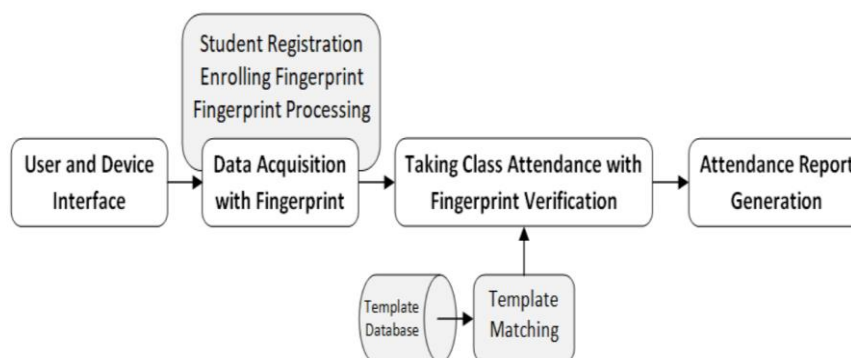 Student Registration
Enrolling Fingerprint
Fingerprint Processing
User and Device
Interface
Data Acquisition
with Fingerprint
Taking Class Attendance with
Fingerprint Verification
Attendance Report
Generation
Template
Database
Template
Matching